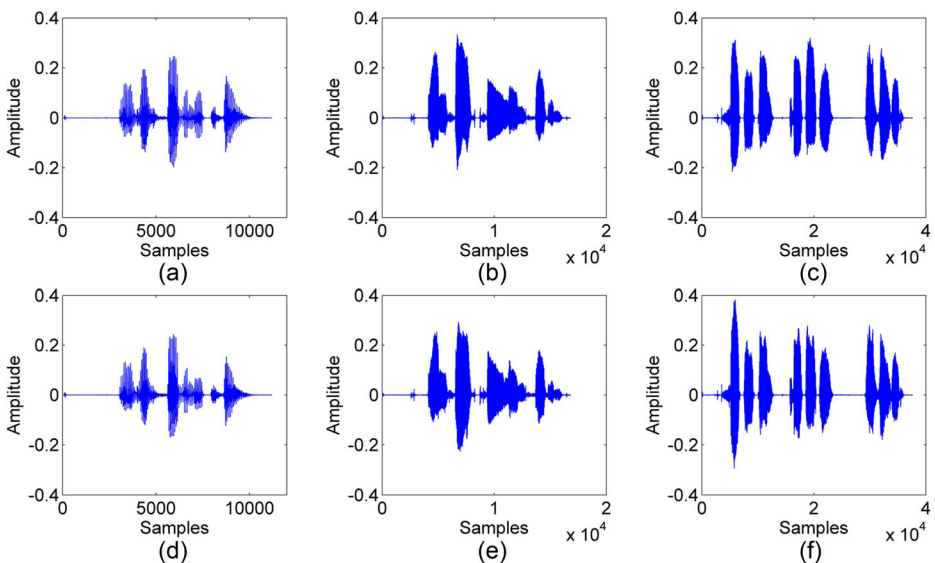 0.4
0.2
0
-0.2
-0.4
Amplitude
0 5000 10000
Samples
(a)
0.4
0.2
0
-0.2
-0.4
Amplitude
0 1 2
Samples
x 10^4
(b)
0.4
0.2
0
-0.2
-0.4
Amplitude
0 2 4
Samples
x 10^4
(c)
0.4
0.2
0
-0.2
-0.4
Amplitude
0 5000 10000
Samples
(d)
0.4
0.2
0
-0.2
-0.4
Amplitude
0 1 2
Samples
x 10^4
(e)
0.4
0.2
0
-0.2
-0.4
Amplitude
0 2 4
Samples
x 10^4
(f)